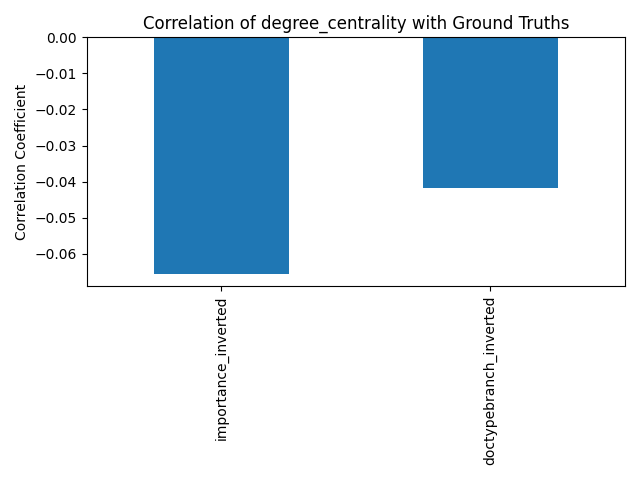 Correlation of degree_centrality with Ground Truths
Correlation Coefficient
0.00
−0.01
−0.02
−0.03
−0.04
−0.05
−0.06
importance_inverted
doctypebranch_inverted